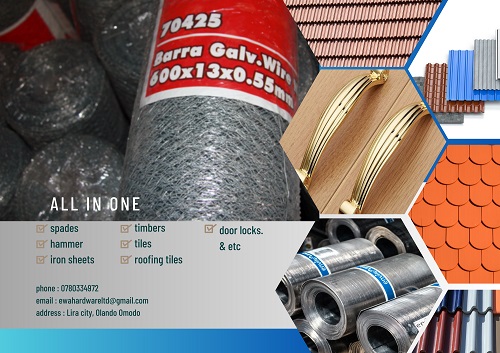 70425
Barra Galv.Wire
600x13x0.55mm
ALL IN ONE
spades
hammer
iron sheets
timbers
tiles
roofing tiles
door locks.
& etc
phone : 0780334972
email : ewahardwareltd@gmail.com
address : Lira city, Olando Omodo